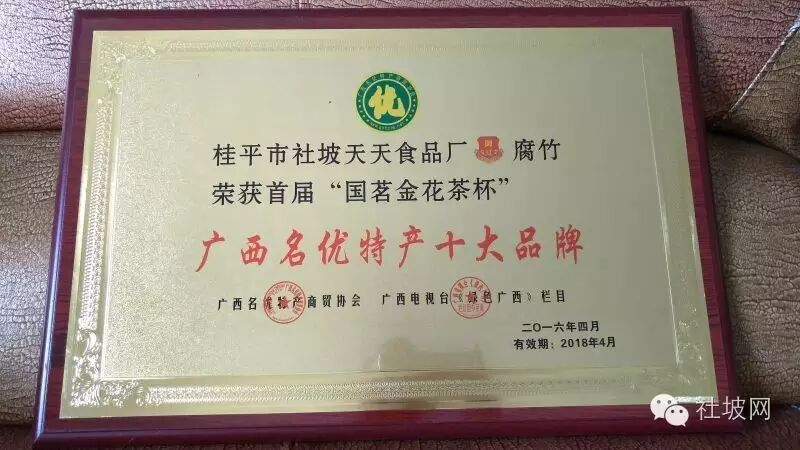 优
桂平市社坡天天食品厂 腐竹
荣获首届“国茗金花茶杯”
广西名优特产十大品牌
广西名优特产商贸协会 广西电视台《绿色广西》栏目
二〇一六年四月
有效期：2018年4月
社坡网